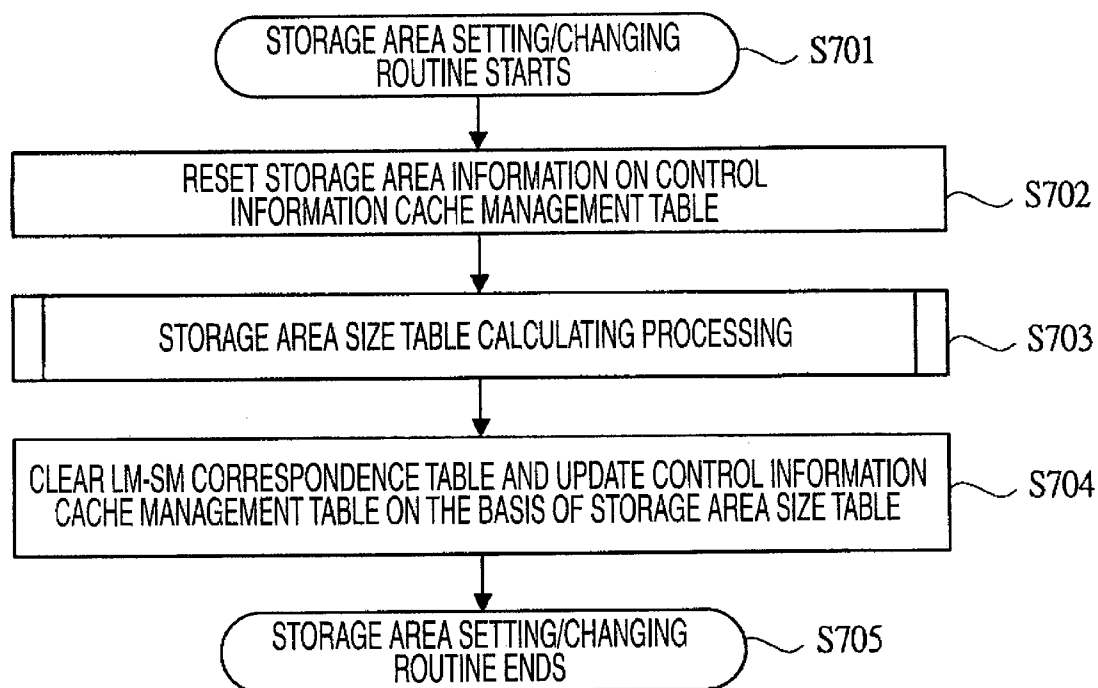 STORAGE AREA SETTING/CHANGING
ROUTINE STARTS
S701
RESET STORAGE AREA INFORMATION ON CONTROL
INFORMATION CACHE MANAGEMENT TABLE
S702
STORAGE AREA SIZE TABLE CALCULATING PROCESSING
S703
CLEAR LM-SM CORRESPONDENCE TABLE AND UPDATE CONTROL INFORMATION
CACHE MANAGEMENT TABLE ON THE BASIS OF STORAGE AREA SIZE TABLE
S704
STORAGE AREA SETTING/CHANGING
ROUTINE ENDS
S705